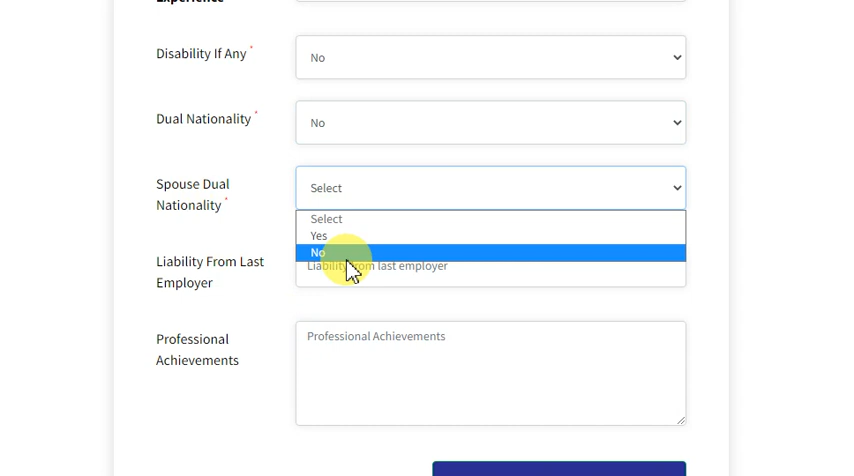 Experience
Disability If Any *
No
Dual Nationality *
No
Spouse Dual
Nationality *
Select
Select
Yes
No
Liability From Last
Employer
Liability from last employer
Professional
Achievements
Professional Achievements